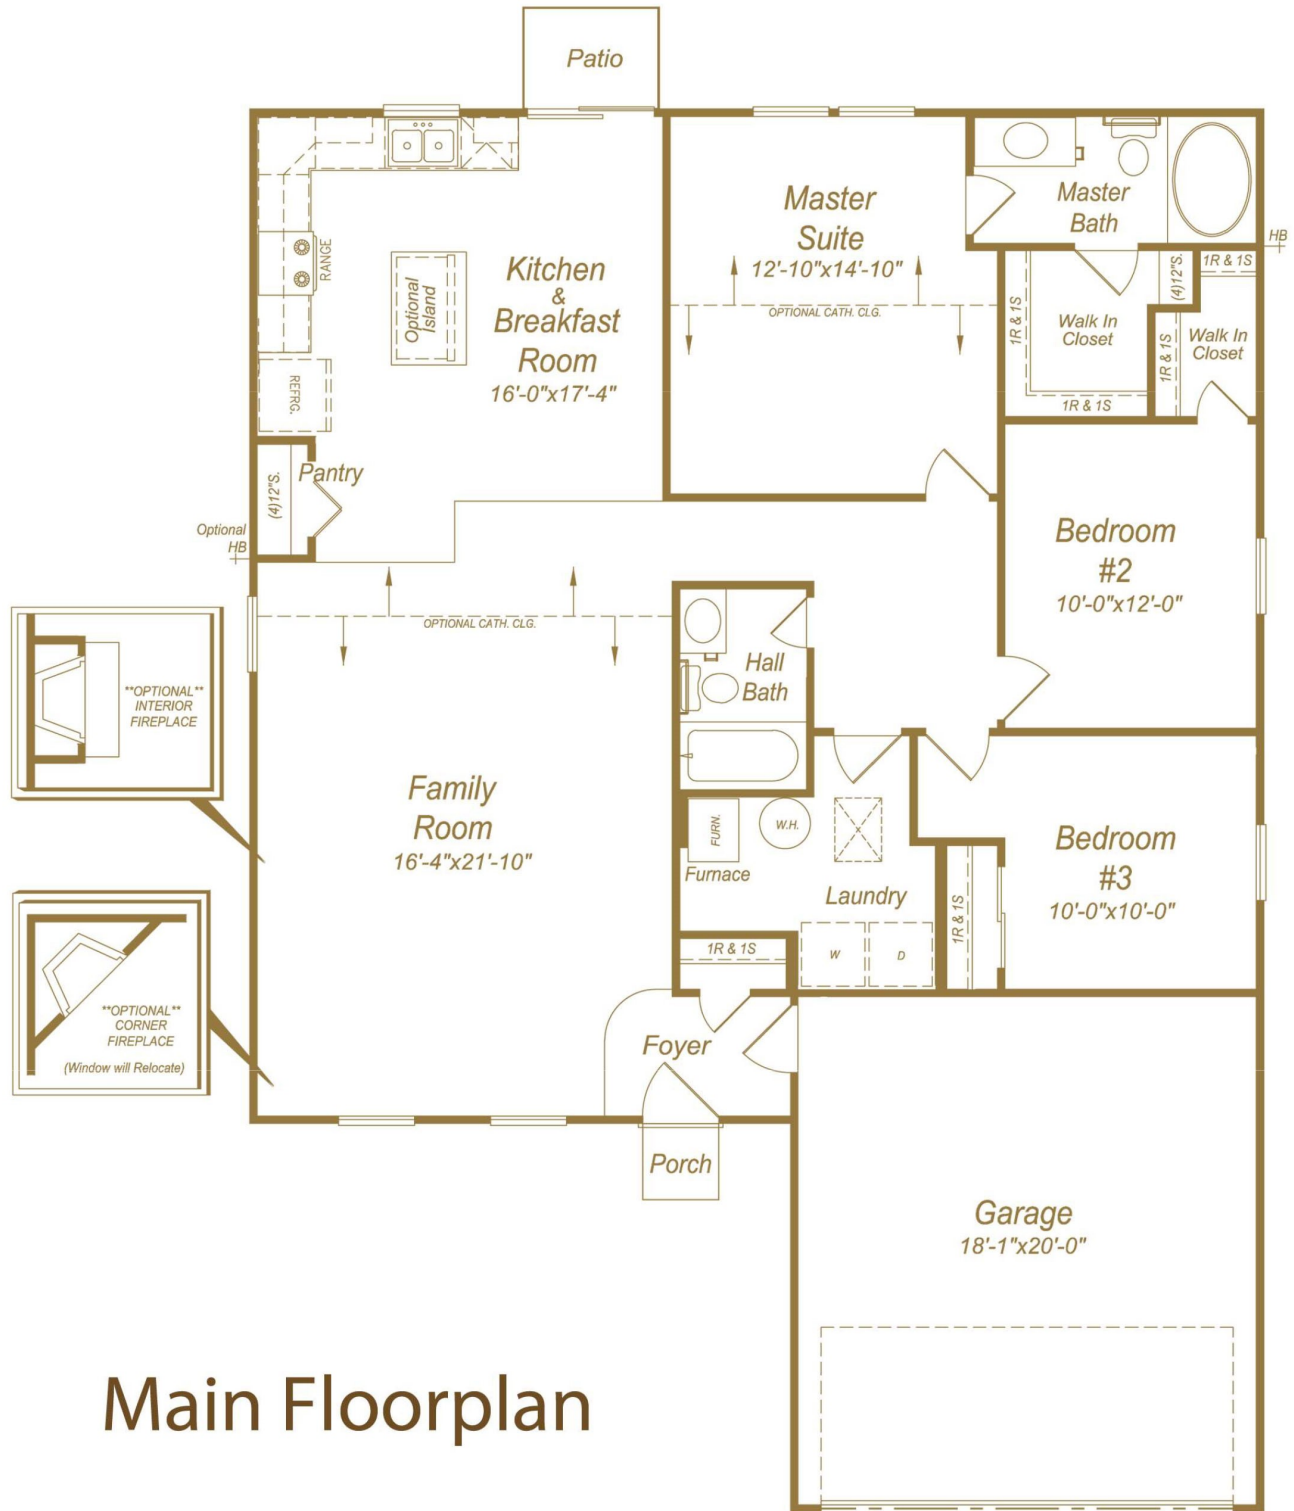 Patio
Master
Suite
12'-10"x14'-10"
OPTIONAL CATH. CLG.
Master
Bath
HB
1R & 1S
(4)12"S.
1R & 1S
Walk In
Closet
1R & 1S
1R & 1S
Walk In
Closet
RANGE
Optional
Island
Kitchen
&
Breakfast
Room
16'-0"x17'-4"
REFRG.
(4)12"S.
Pantry
Optional
HB
Bedroom
#2
10'-0"x12'-0"
OPTIONAL CATH. CLG.
Hall
Bath
**OPTIONAL**
INTERIOR
FIREPLACE
Family
Room
16'-4"x21'-10"
FURN.
W.H.
Furnace
Laundry
W
D
1R & 1S
Bedroom
#3
10'-0"x10'-0"
1R & 1S
**OPTIONAL**
CORNER
FIREPLACE
(Window will Relocate)
Foyer
Porch
Garage
18'-1"x20'-0"
Main Floorplan